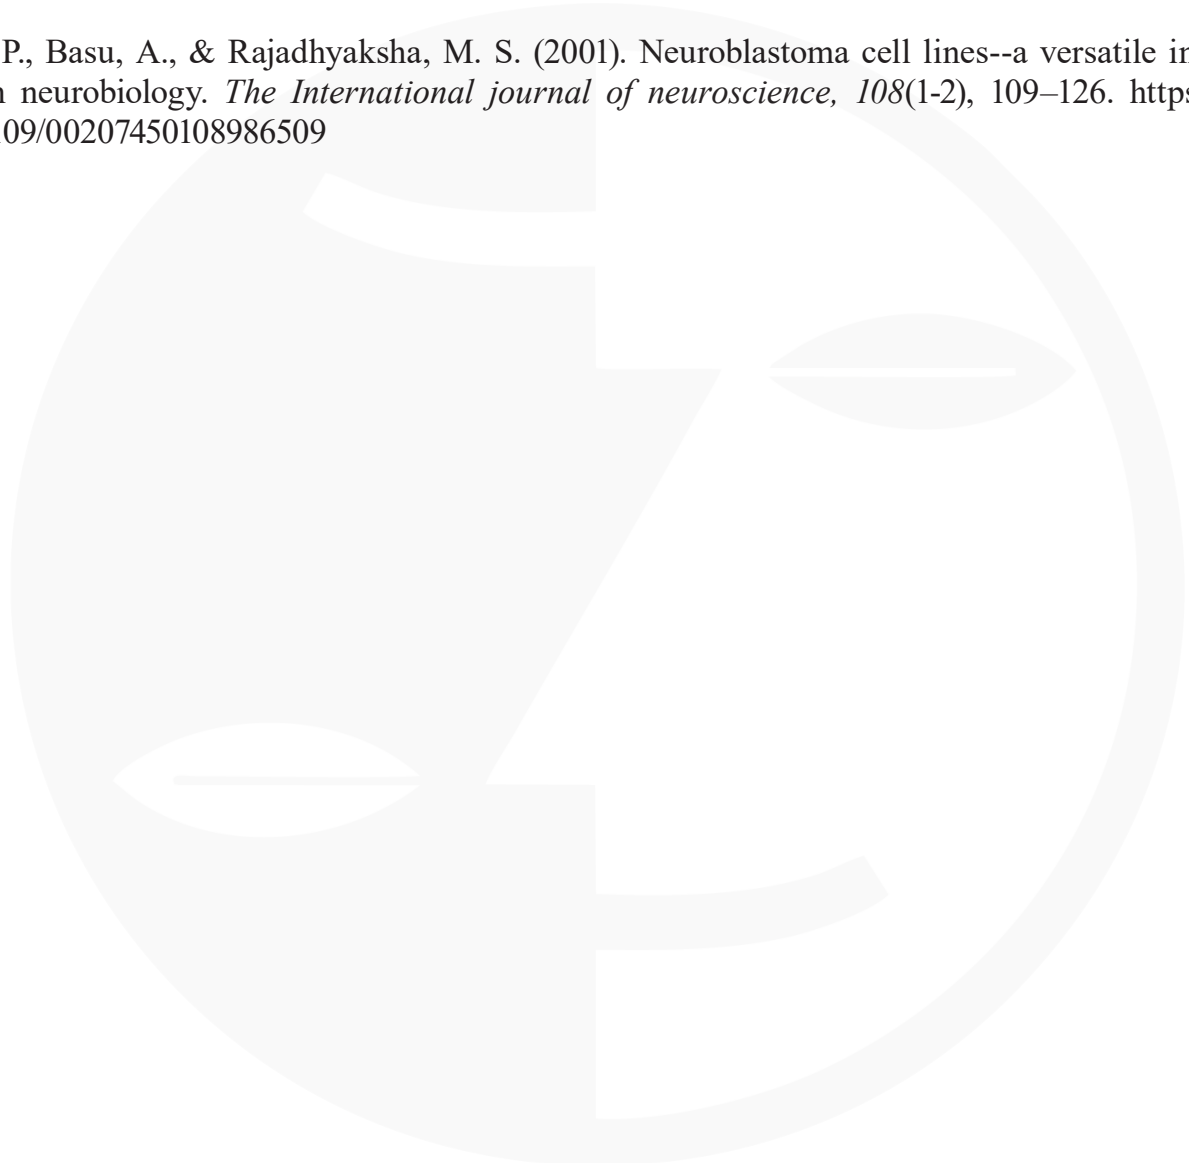 P., Basu, A., & Rajadhyaksha, M. S. (2001). Neuroblastoma cell lines--a versatile in
neurobiology. The International journal of neuroscience, 108(1-2), 109–126. https
09/00207450108986509